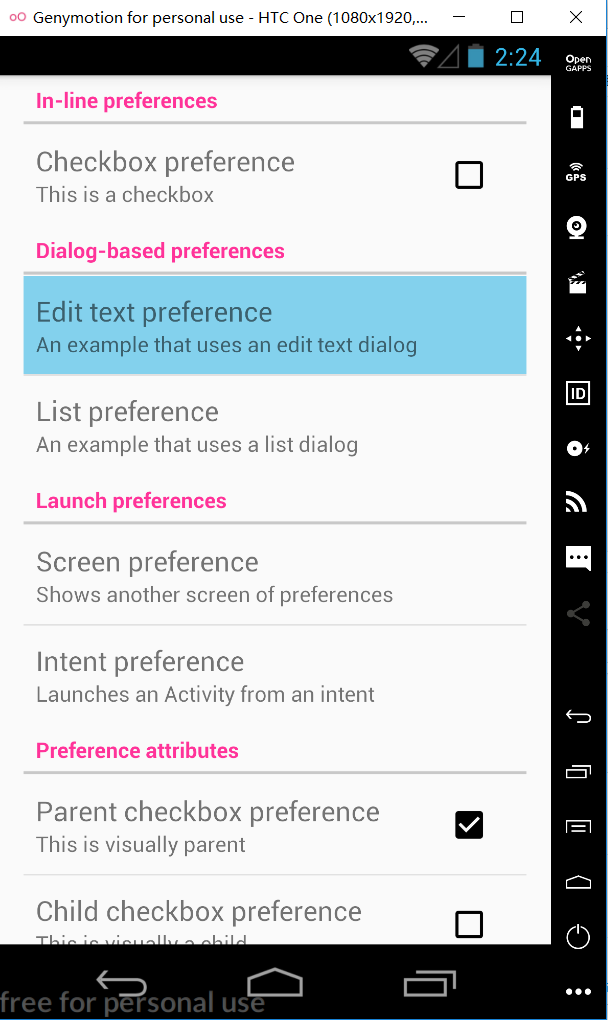 Genymotion for personal use - HTC One (1080x1920,...
2:24
Open
GAPPS
In-line preferences
Checkbox preference
This is a checkbox
GPS
Dialog-based preferences
Edit text preference
An example that uses an edit text dialog
ID
List preference
An example that uses a list dialog
Launch preferences
Screen preference
Shows another screen of preferences
Intent preference
Launches an Activity from an intent
Preference attributes
Parent checkbox preference
This is visually parent
Child checkbox preference
This is visually a child
free for personal use